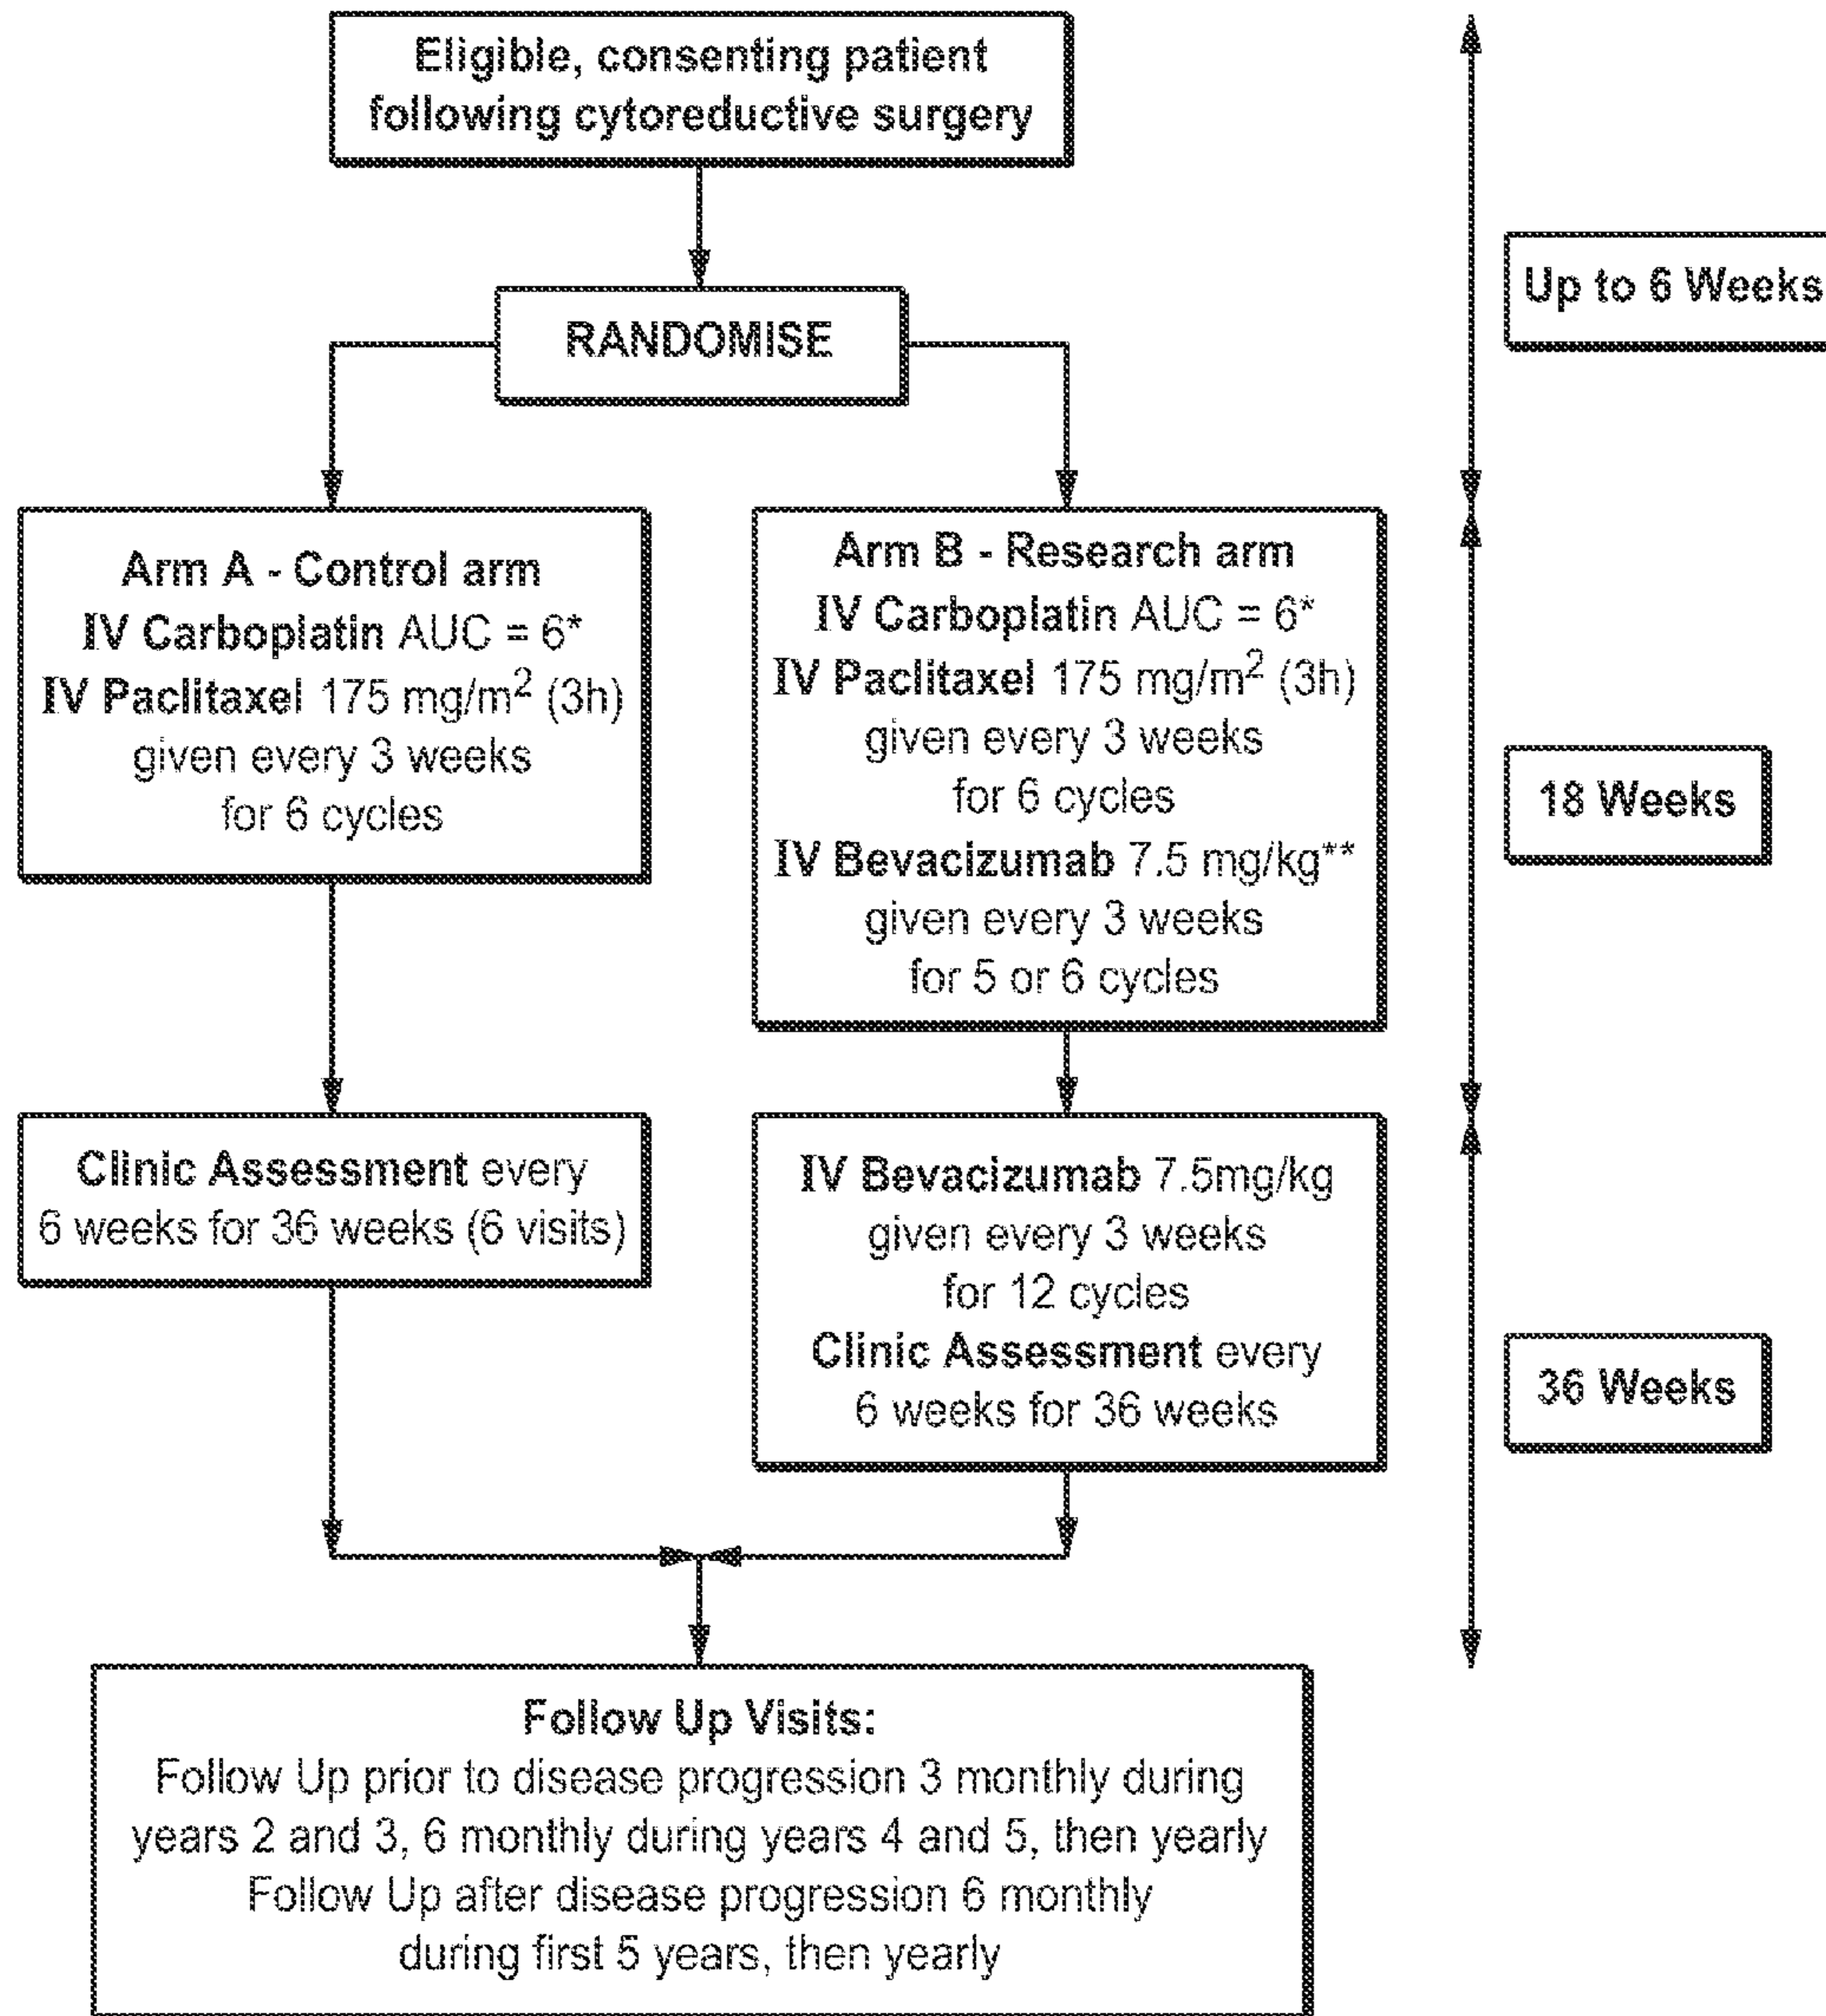 Eligible, consenting patient
following cytoreductive surgery
Up to 6 Weeks
RANDOMISE
Arm A - Control arm
IV Carboplatin AUC = 6*
IV Paclitaxel 175 mg/m² (3h)
given every 3 weeks
for 6 cycles
Arm B - Research arm
IV Carboplatin AUC = 6*
IV Paclitaxel 175 mg/m² (3h)
given every 3 weeks
for 6 cycles
IV Bevacizumab 7.5 mg/kg**
given every 3 weeks
for 5 or 6 cycles
18 Weeks
Clinic Assessment every
6 weeks for 36 weeks (6 visits)
IV Bevacizumab 7.5mg/kg
given every 3 weeks
for 12 cycles
Clinic Assessment every
6 weeks for 36 weeks
36 Weeks
Follow Up Visits:
Follow Up prior to disease progression 3 monthly during
years 2 and 3, 6 monthly during years 4 and 5, then yearly
Follow Up after disease progression 6 monthly
during first 5 years, then yearly